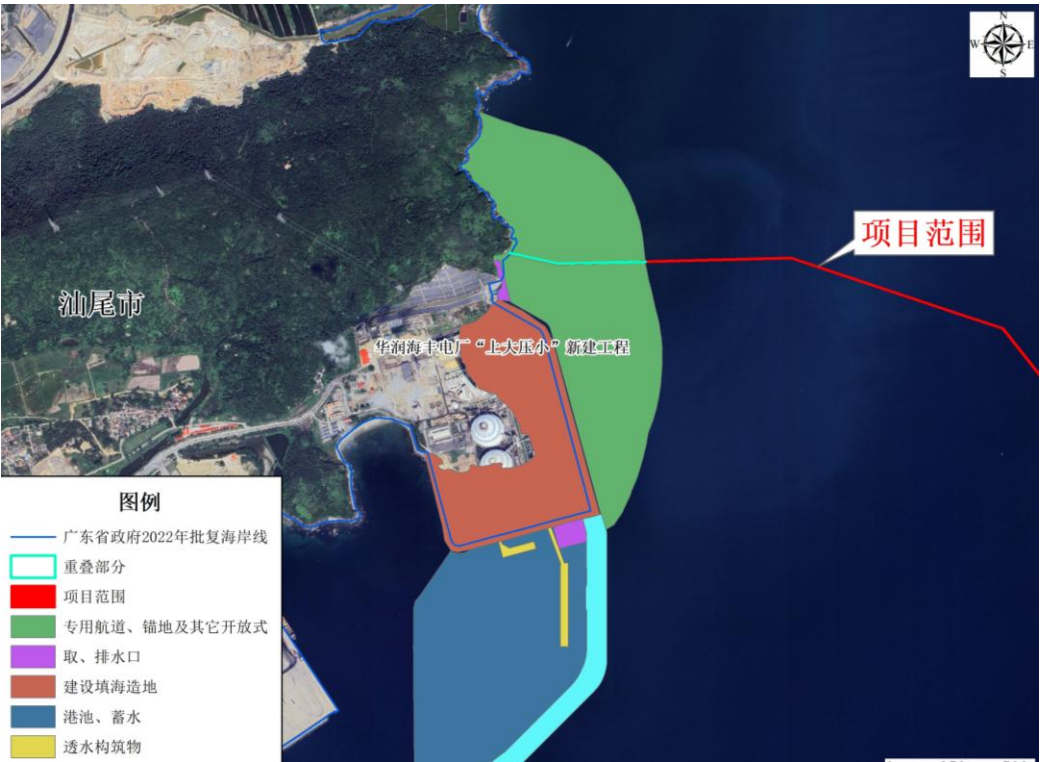 N
W
E
S
项目范围
汕尾市
华润海丰电厂“上大压小”新建工程
图例
广东省政府2022年批复海岸线
重叠部分
项目范围
专用航道、锚地及其它开放式
取、排水口
建设填海造地
港池、蓄水
透水构筑物